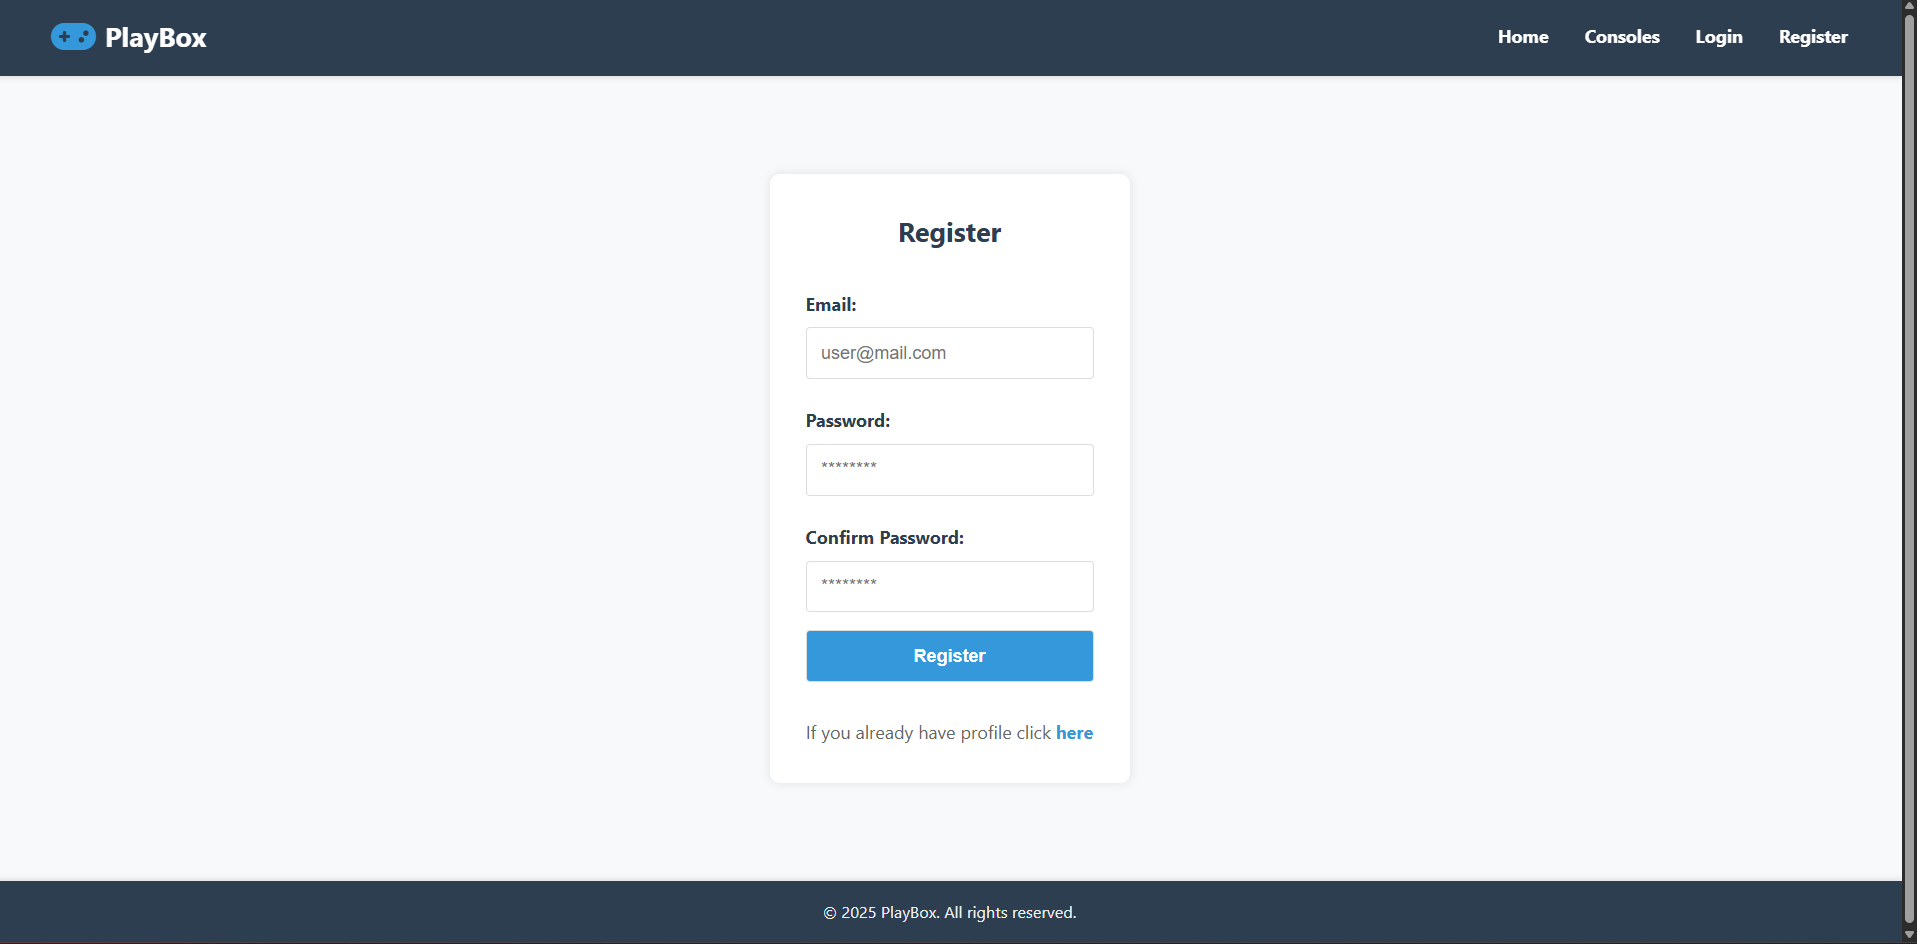 PlayBox
Home Consoles Login Register
Register
Email:
user@mail.com
Password:
********
Confirm Password:
********
Register
If you already have profile click here
© 2025 PlayBox. All rights reserved.